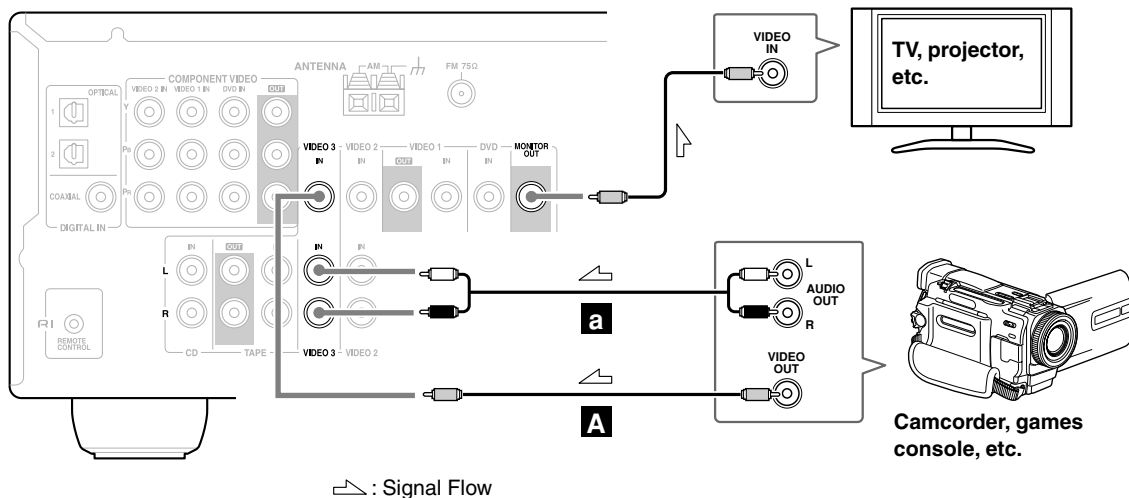 VIDEO
IN
TV, projector,
etc.
ANTENNA
AM
FM 75Ω
COMPONENT VIDEO
OPTICAL
VIDEO 2 IN
VIDEO 1 IN
DVD IN
OUT
1
Y
2
PB
PR
COAXIAL
DIGITAL IN
VIDEO 3
VIDEO 2
VIDEO 1
DVD
MONITOR
OUT
IN
IN
OUT
IN
IN
IN
OUT
IN
IN
L
R
RI
REMOTE
CONTROL
CD
TAPE
VIDEO 3
VIDEO 2
a
L
AUDIO
OUT
R
VIDEO
OUT
A
Camcorder, games
console, etc.
: Signal Flow